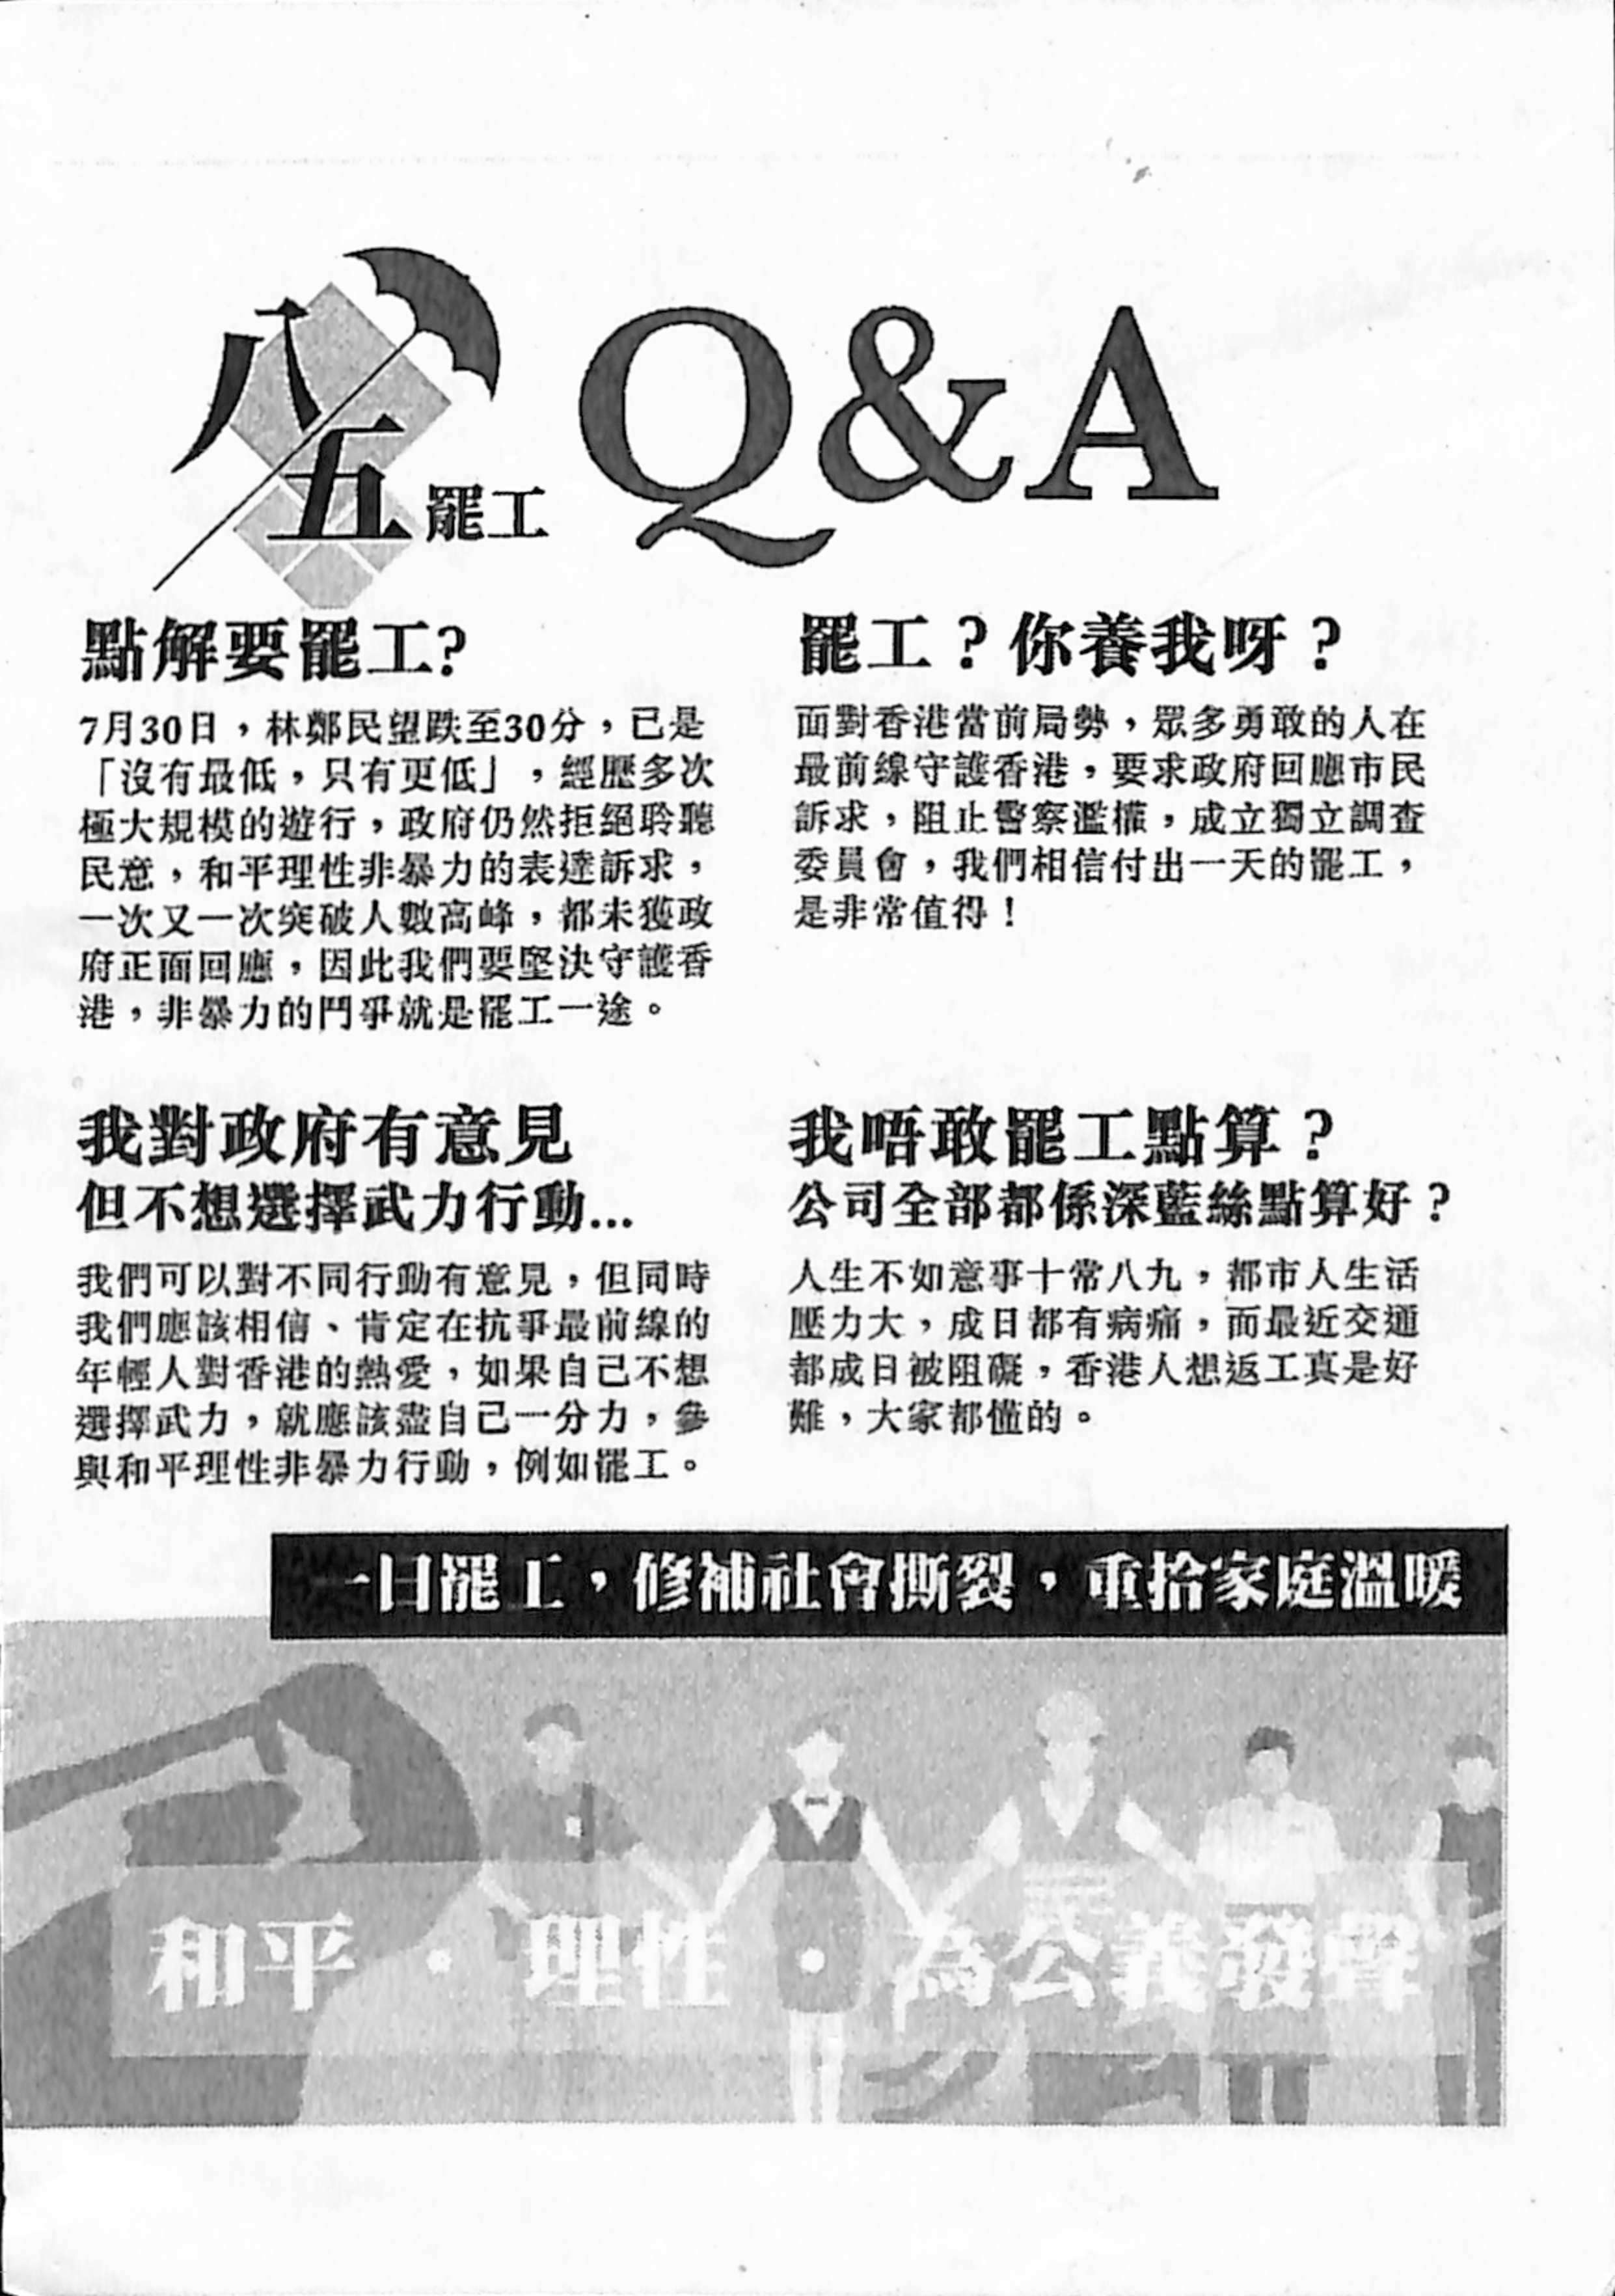 八五罷工
Q&A
點解要罷工?
7月30日，林鄭民望跌至30分，已是
「沒有最低，只有更低」，經歷多次
極大規模的遊行，政府仍然拒絕聆聽
民意，和平理性非暴力的表達訴求，
一次又一次突破人數高峰，都未獲政
府正面回應，因此我們要堅決守護香
港，非暴力的鬥爭就是罷工一途。
罷工？你養我呀？
面對香港當前局勢，眾多勇敢的人在
最前線守護香港，要求政府回應市民
訴求，阻止警察濫權，成立獨立調查
委員會，我們相信付出一天的罷工，
是非常值得！
我對政府有意見
但不想選擇武力行動...
我們可以對不同行動有意見，但同時
我們應該相信、肯定在抗爭最前線的
年輕人對香港的熱愛，如果自己不想
選擇武力，就應該盡自己一分力，參
與和平理性非暴力行動，例如罷工。
我唔敢罷工點算？
公司全部都係深藍絲點算好？
人生不如意事十常八九，都市人生活
壓力大，成日都有病痛，而最近交通
都成日被阻礙，香港人想返工真是好
難，大家都懂的。
一日罷工，修補社會撕裂，重拾家庭溫暖
和平・理性・為公義發聲